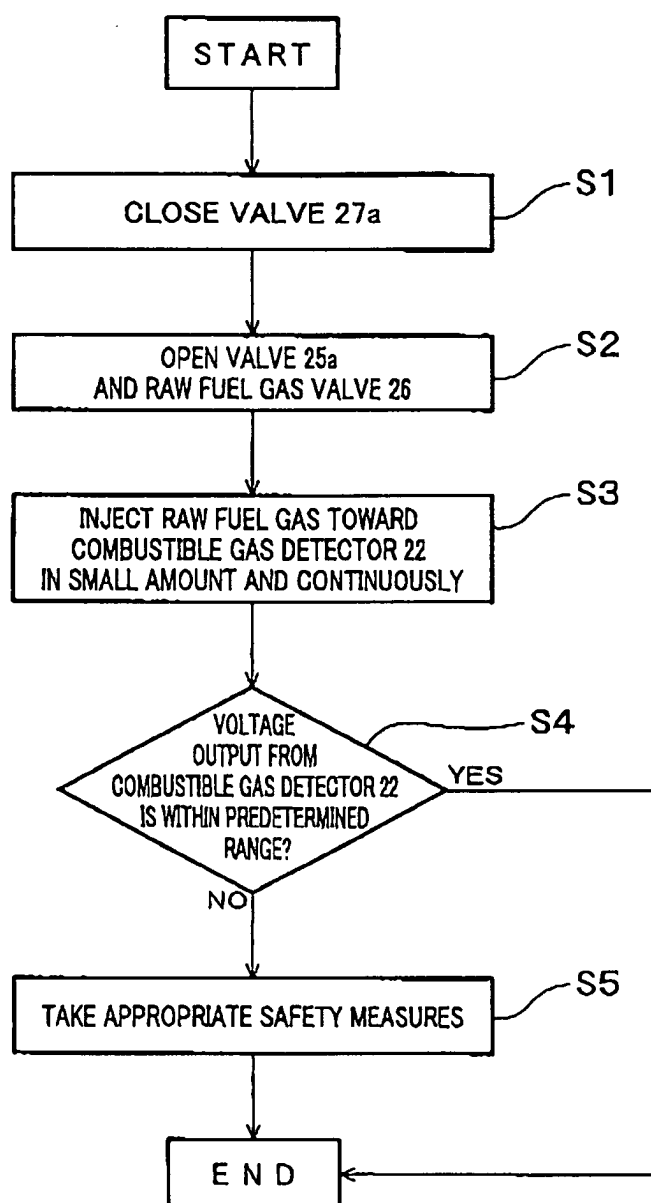 START
S1
CLOSE VALVE 27a
S2
OPEN VALVE 25a
AND RAW FUEL GAS VALVE 26
S3
INJECT RAW FUEL GAS TOWARD
COMBUSTIBLE GAS DETECTOR 22
IN SMALL AMOUNT AND CONTINUOUSLY
S4
VOLTAGE
OUTPUT FROM
COMBUSTIBLE GAS DETECTOR 22
IS WITHIN PREDETERMINED
RANGE?
YES
NO
S5
TAKE APPROPRIATE SAFETY MEASURES
END